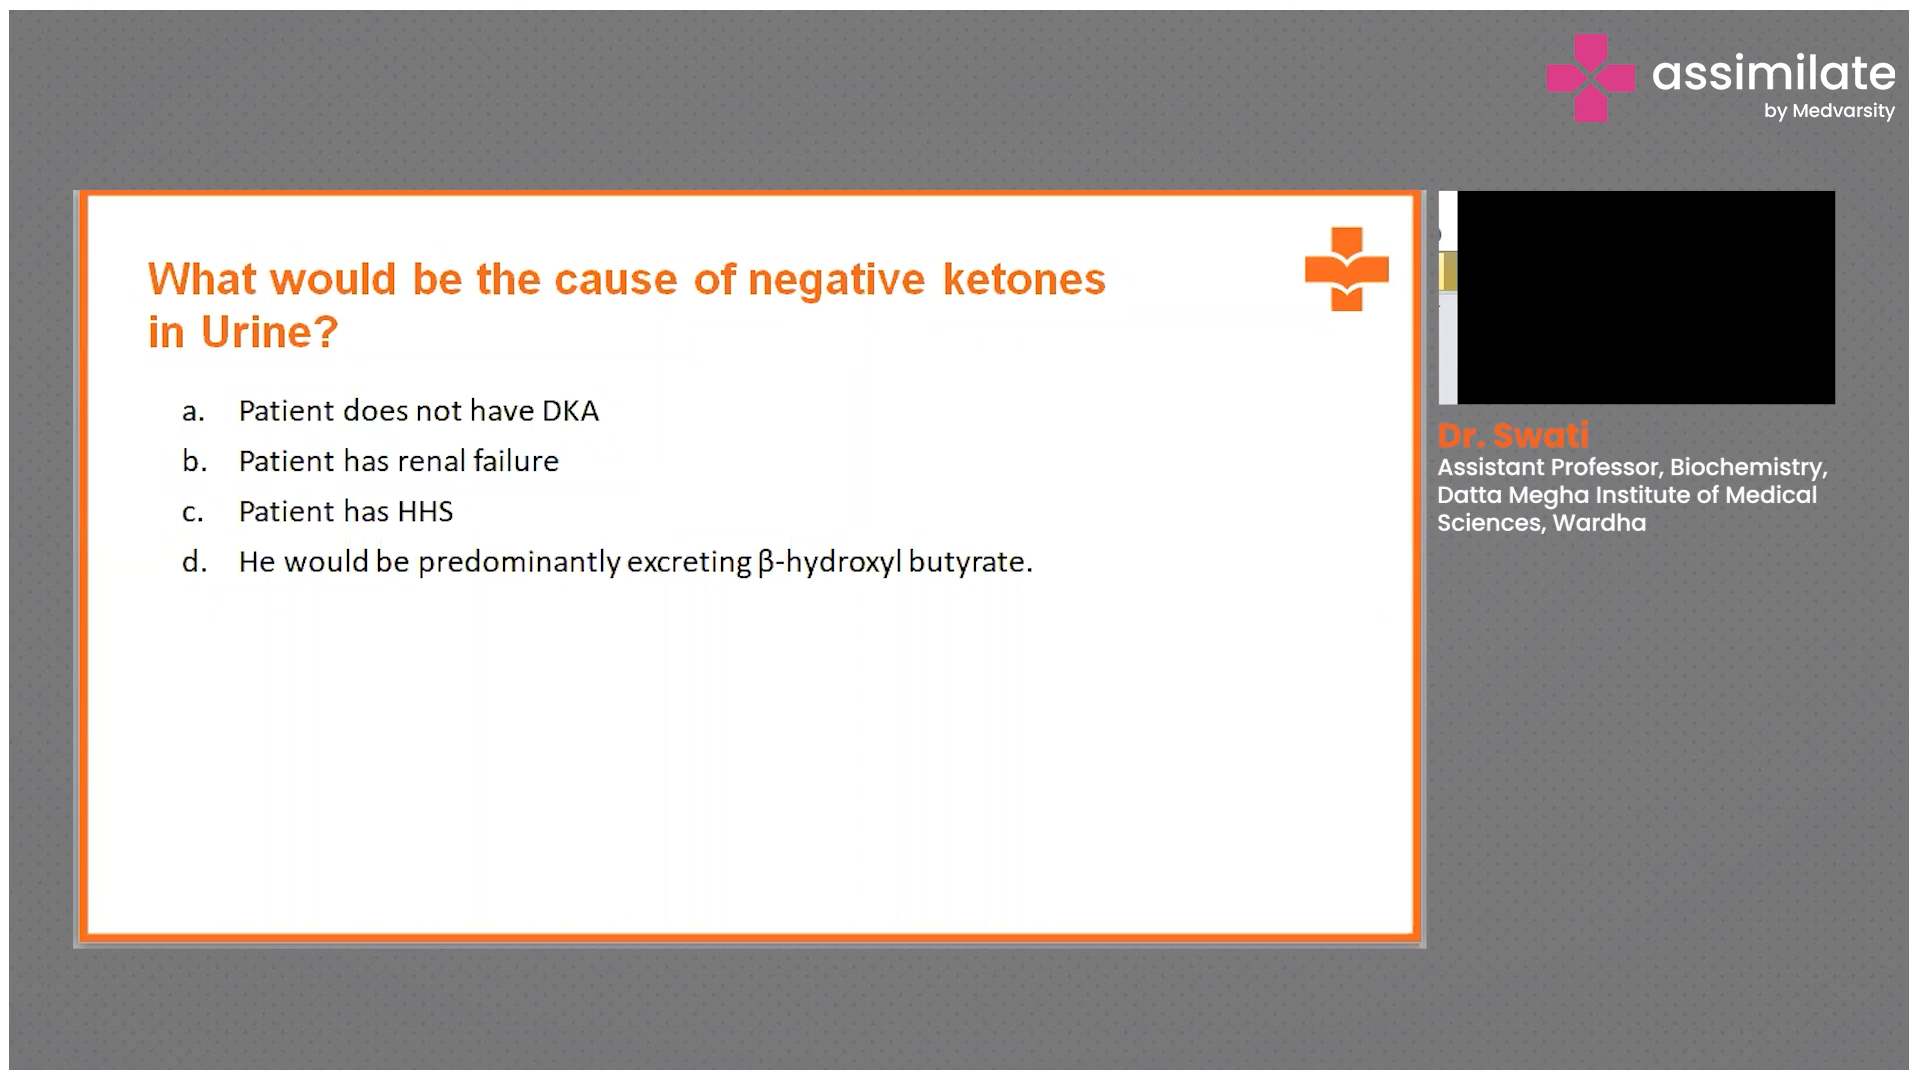 assimilate
by Medvarsity
What would be the cause of negative ketones
in Urine?
a. Patient does not have DKA
b. Patient has renal failure
c. Patient has HHS
d. He would be predominantly excreting β-hydroxyl butyrate.
Dr. Swati
Assistant Professor, Biochemistry,
Datta Megha Institute of Medical
Sciences, Wardha